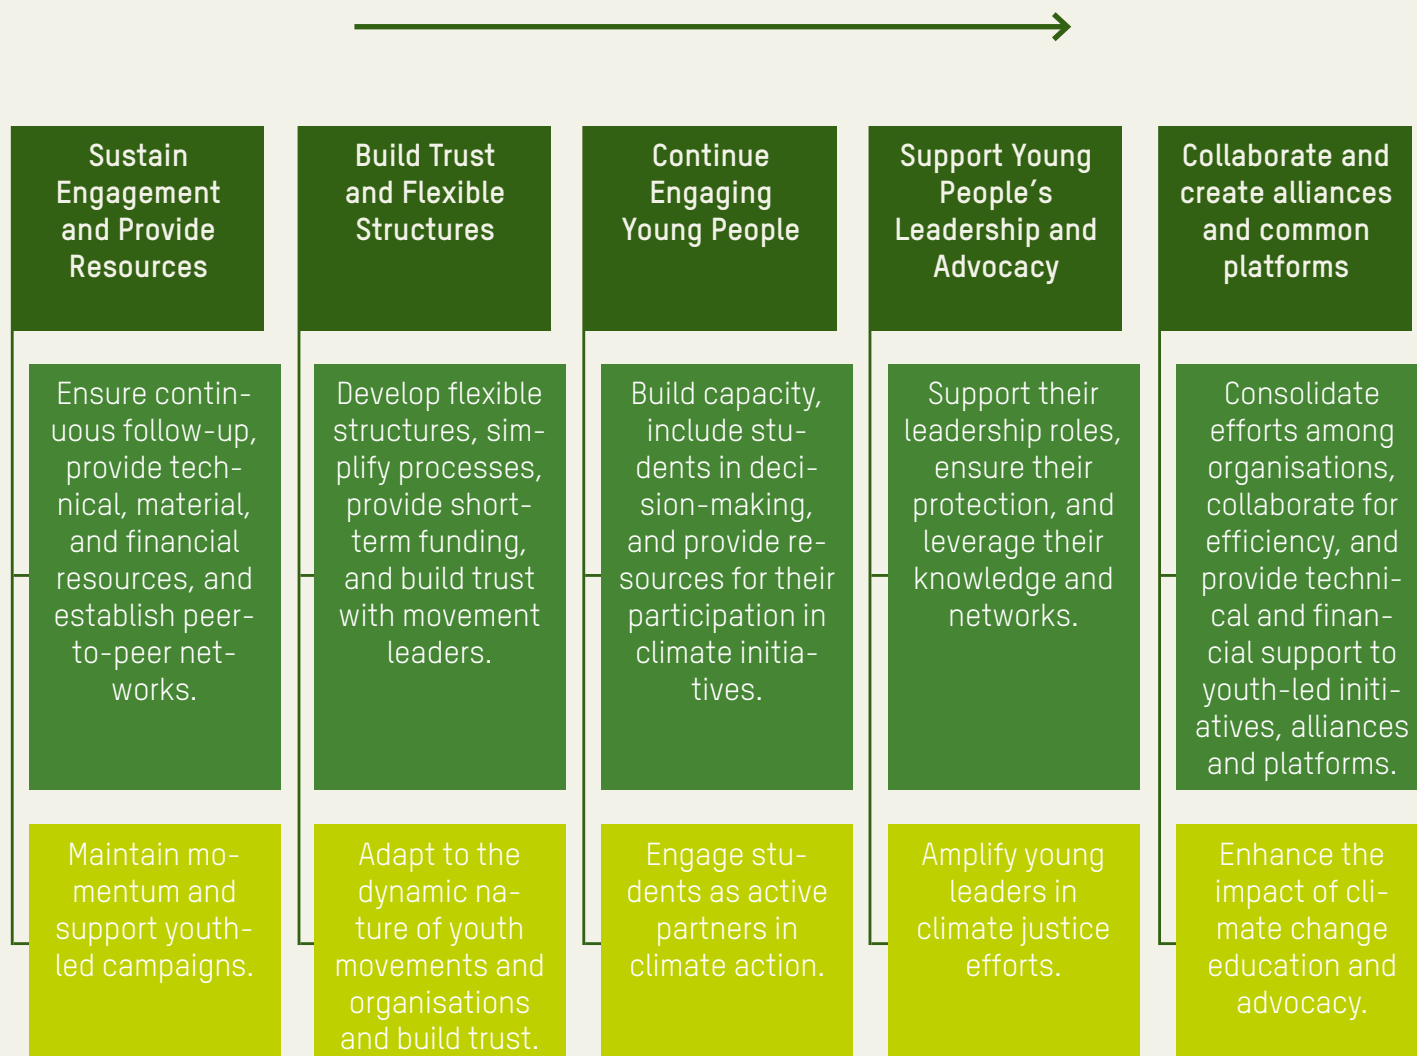 Sustain
Engagement
and Provide
Resources
Ensure contin-
uous follow-up,
provide tech-
nical, material,
and financial
resources, and
establish peer-
to-peer net-
works.
Maintain mo-
mentum and
support youth-
led campaigns.
Build Trust
and Flexible
Structures
Develop flexible
structures, sim-
plify processes,
provide short-
term funding,
and build trust
with movement
leaders.
Adapt to the
dynamic na-
ture of youth
movements and
organisations
and build trust.
Continue
Engaging
Young People
Build capacity,
include stu-
dents in deci-
sion-making,
and provide re-
sources for their
participation in
climate initia-
tives.
Engage stu-
dents as active
partners in
climate action.
Support Young
People´s
Leadership and
Advocacy
Support their
leadership roles,
ensure their
protection, and
leverage their
knowledge and
networks.
Amplify young
leaders in
climate justice
efforts.
Collaborate and
create alliances
and common
platforms
Consolidate
efforts among
organisations,
collaborate for
efficiency, and
provide techni-
cal and finan-
cial support to
youth-led initi-
atives, alliances
and platforms.
Enhance the
impact of cli-
mate change
education and
advocacy.